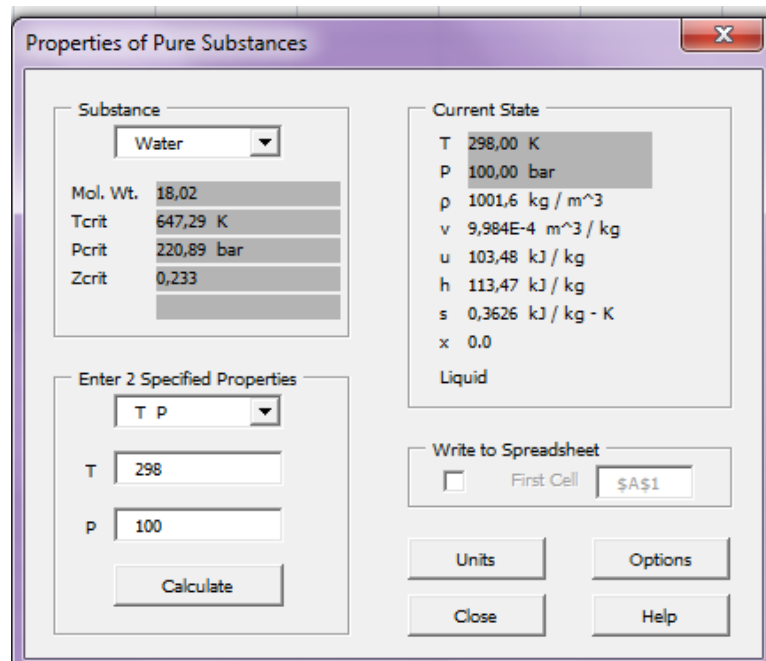 Properties of Pure Substances
X
Substance
Water
Mol. Wt. 18,02
Tcrit 647,29 K
Pcrit 220,89 bar
Zcrit 0,233
Enter 2 Specified Properties
T P
T 298
P 100
Calculate
Current State
T 298,00 K
P 100,00 bar
ρ 1001,6 kg / m^3
v 9,984E-4 m^3 / kg
u 103,48 kJ / kg
h 113,47 kJ / kg
s 0,3626 kJ / kg - K
x 0.0
Liquid
Write to Spreadsheet
First Cell $A$1
Units Options
Close Help